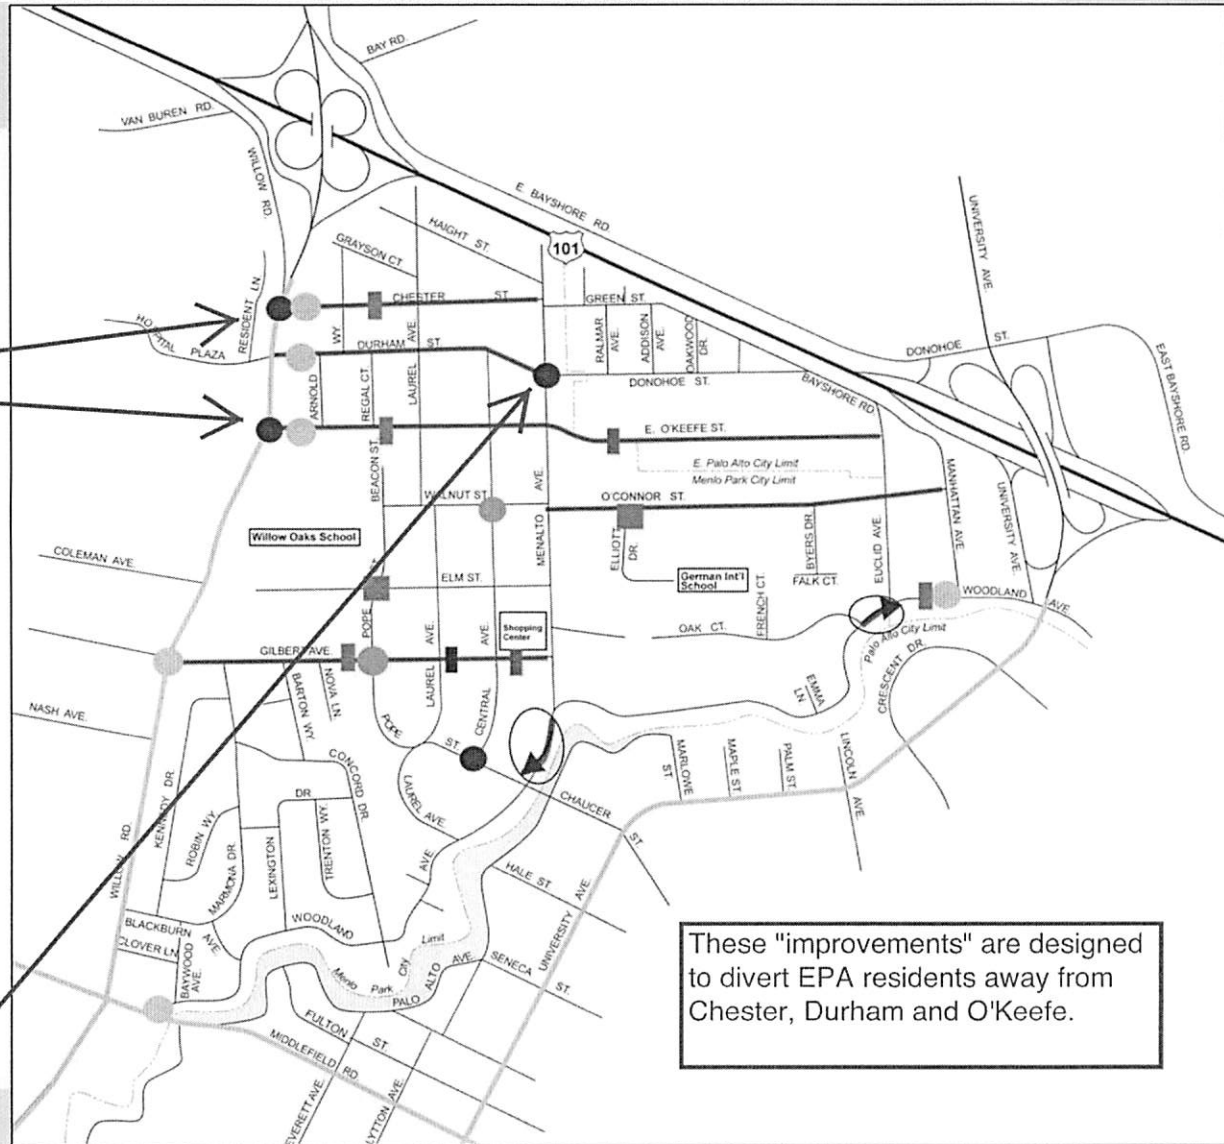 BAY RD.
VAN BUREN RD.
WILLOW RD.
E. BAYSHORE RD.
UNIVERSITY AVE.
HAIGHT ST.
GRAYSON CT
101
RESIDENT LN
CHESTER ST.
GREEN ST.
HOSPITAL PLAZA
WY
DURHAM ST.
AVE
RALMAR AVE.
ADDISON AVE.
OAKWOOD DR.
DONOHOE ST.
EAST BAYSHORE RD.
ARNOLD
REGAL CT.
LAUREL
DONOHOE ST.
BAYSHORE RD.
E. O'KEEFE ST.
BEACON ST.
E. Palo Alto City Limit
Menlo Park City Limit
WALNUT ST.
AVE.
O'CONNOR ST.
MANHATTAN AVE.
UNIVERSITY AVE.
Willow Oaks School
MENALTO
ELLIOTT DR.
BYERS DR.
EUCLID AVE.
COLEMAN AVE.
ELM ST.
German Int'l
School
FALK CT.
FRENCH CT.
WOODLAND AVE.
POPE
AVE.
AVE.
Shopping
Center
OAK CT.
Palo Alto City Limit
GILBERT AVE.
NOVA LN
BARTON WY
LAUREL
CENTRAL
EMMA LN
CRESCENT DR.
NASH AVE.
POPE ST.
CONCORD DR.
MARLOWE ST.
MAPLE ST.
PALM ST.
LINCOLN AVE.
KENNEDY DR.
DR
LAUREL AVE.
CHAUCER ST.
ROBIN WY
TRENTON WY.
WILLOW RD.
MARMONA DR.
LEXINGTON
AVE.
HALE ST.
UNIVERSITY AVE.
BLACKBURN AVE.
WOODLAND
CLOVER LN
BAYWOOD AVE.
Menlo Park City Limit
PALO ALTO AVE.
SENECA ST.
FULTON ST.
MIDDLEFIELD RD.
EVERETT AVE.
LYTTON AVE.
These "improvements" are designed
to divert EPA residents away from
Chester, Durham and O'Keefe.